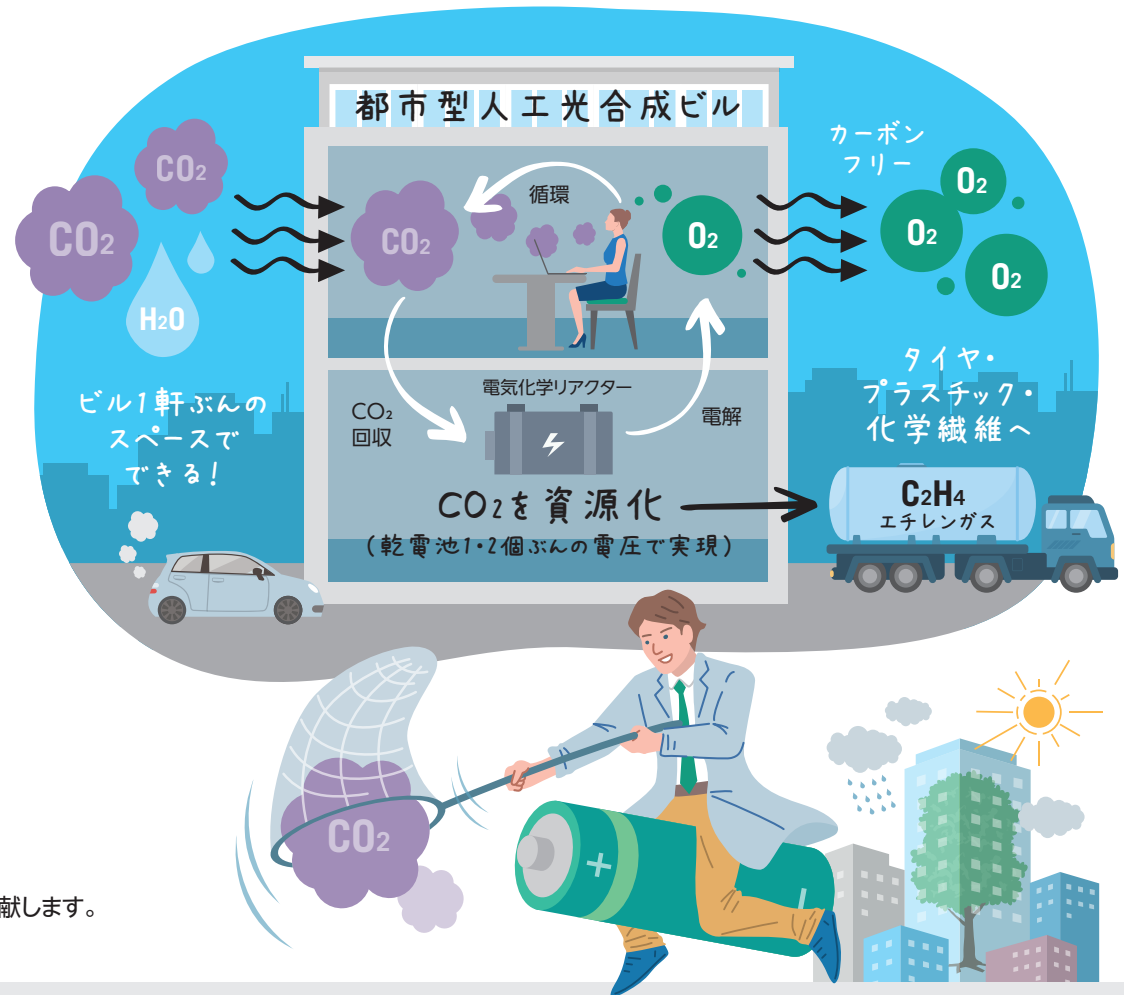 都市型人工光合成ビル
カーボン
フリー
CO2
CO2
H2O
CO2
循環
O2
O2
O2
O2
ビル1軒ぶんの
スペースで
できる!
CO2
回収
電気化学リアクター
電解
CO2を資源化
(乾電池1・2個ぶんの電圧で実現)
タイヤ・
プラスチック・
化学繊維へ
C2H4
エチレンガス
CO2
+
献します。